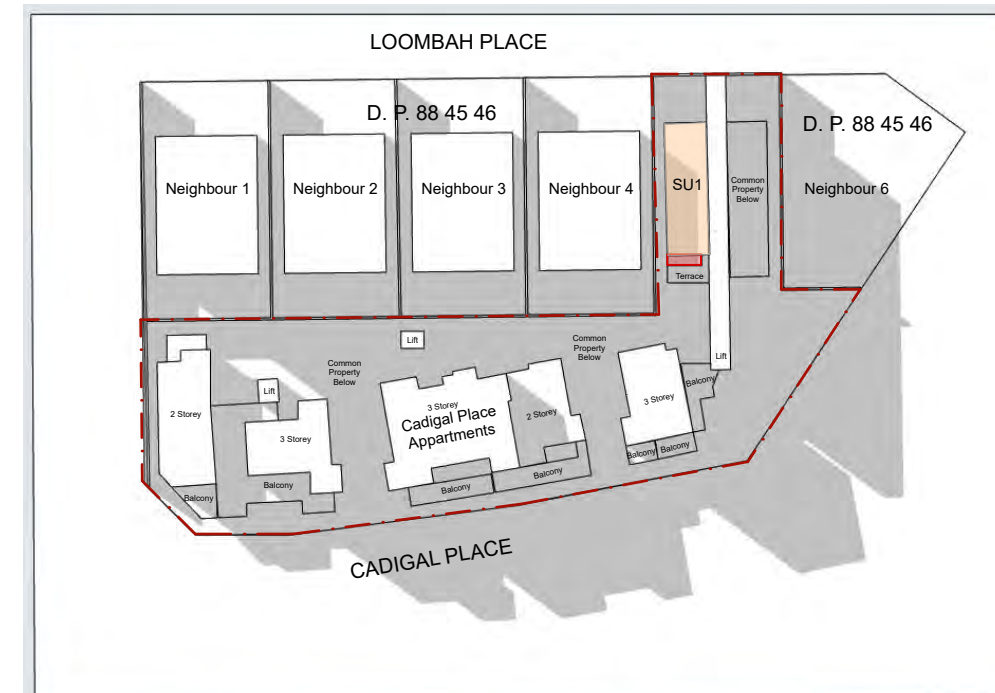 LOOMBAH PLACE
D. P. 88 45 46
D. P. 88 45 46
Neighbour 1
Neighbour 2
Neighbour 3
Neighbour 4
SU1
Common
Property
Below
Neighbour 6
Terrace
Lift
Common
Property
Below
Common
Property
Below
Lift
Lift
Balcony
2 Storey
3 Storey
3 Storey
Cadigal Place
Appartments
2 Storey
3 Storey
Balcony
Balcony
Balcony
Balcony
Balcony
Balcony
Balcony
CADIGAL PLACE